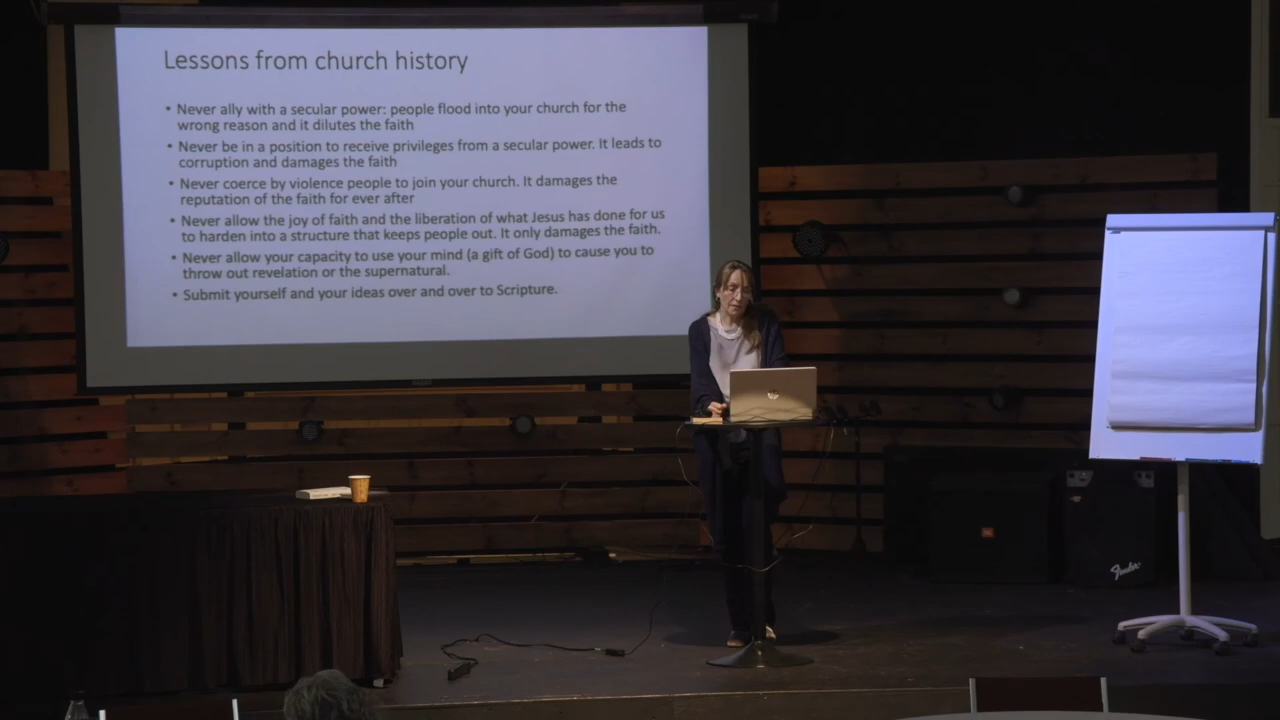 Lessons from church history
• Never ally with a secular power: people flood into your church for the
wrong reason and it dilutes the faith
• Never be in a position to receive privileges from a secular power. It leads to
corruption and damages the faith
• Never coerce by violence people to join your church. It damages the
reputation of the faith for ever after
• Never allow the joy of faith and the liberation of what Jesus has done for us
to harden into a structure that keeps people out. It only damages the faith.
• Never allow your capacity to use your mind (a gift of God) to cause you to
throw out revelation or the supernatural.
• Submit yourself and your ideas over and over to Scripture.
hp
JBL
Fender